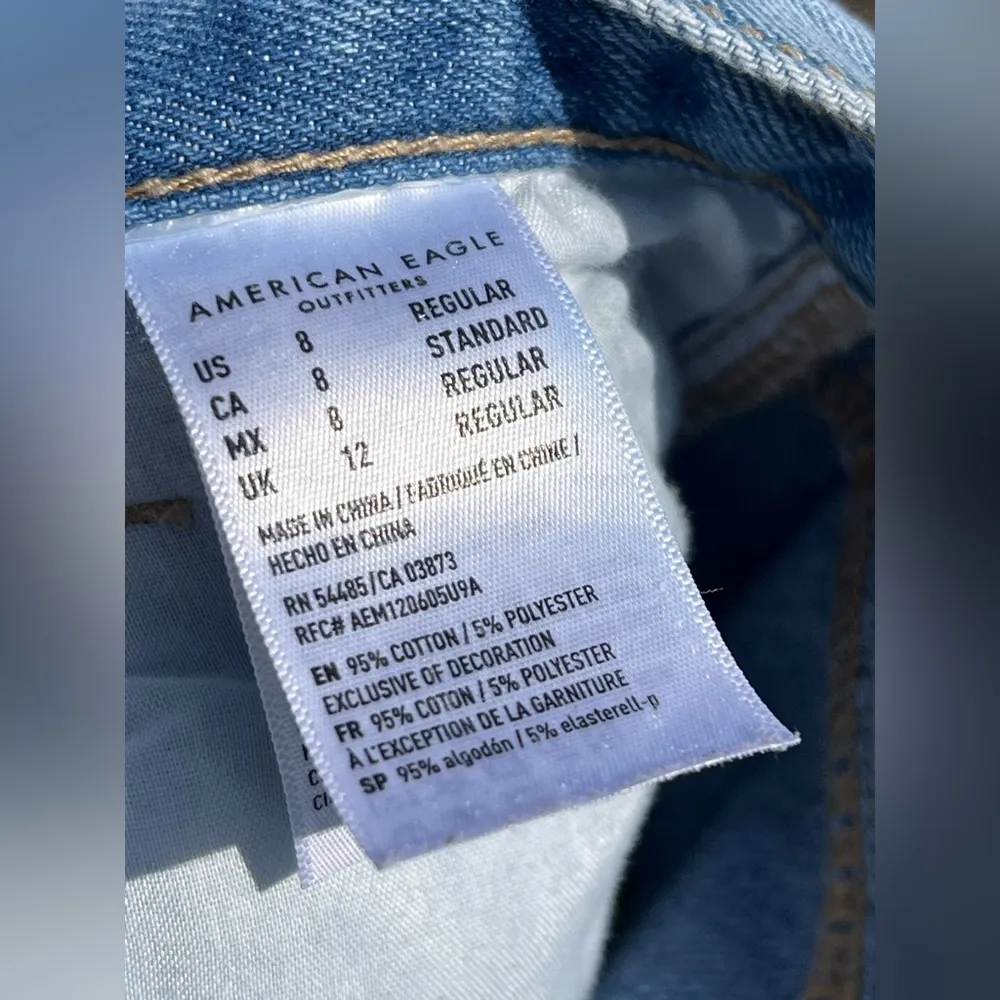 AMERICAN EAGLE
OUTFITTERS
US 8 REGULAR
CA 8 STANDARD
MX 8 REGULAR
UK 12 REGULAR
MADE IN CHINA / FABRIQUÉ EN CHINE /
HECHO EN CHINA
RN 54485/CA 03873
RFC# AEM120605U9A
EN 95% COTTON / 5% POLYESTER
EXCLUSIVE OF DECORATION
FR 95% COTON / 5% POLYESTER
À L'EXCEPTION DE LA GARNITURE
SP 95% algodón / 5% elasterell-p